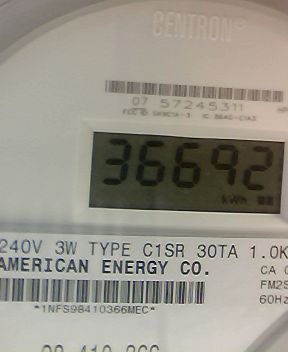 CENTRON®
07 57245311
36692
kWh
240V 3W TYPE C1SR 30TA 1.0K
AMERICAN ENERGY CO.
CA 0
FM2S
60Hz
*1NFS98410366MEC*